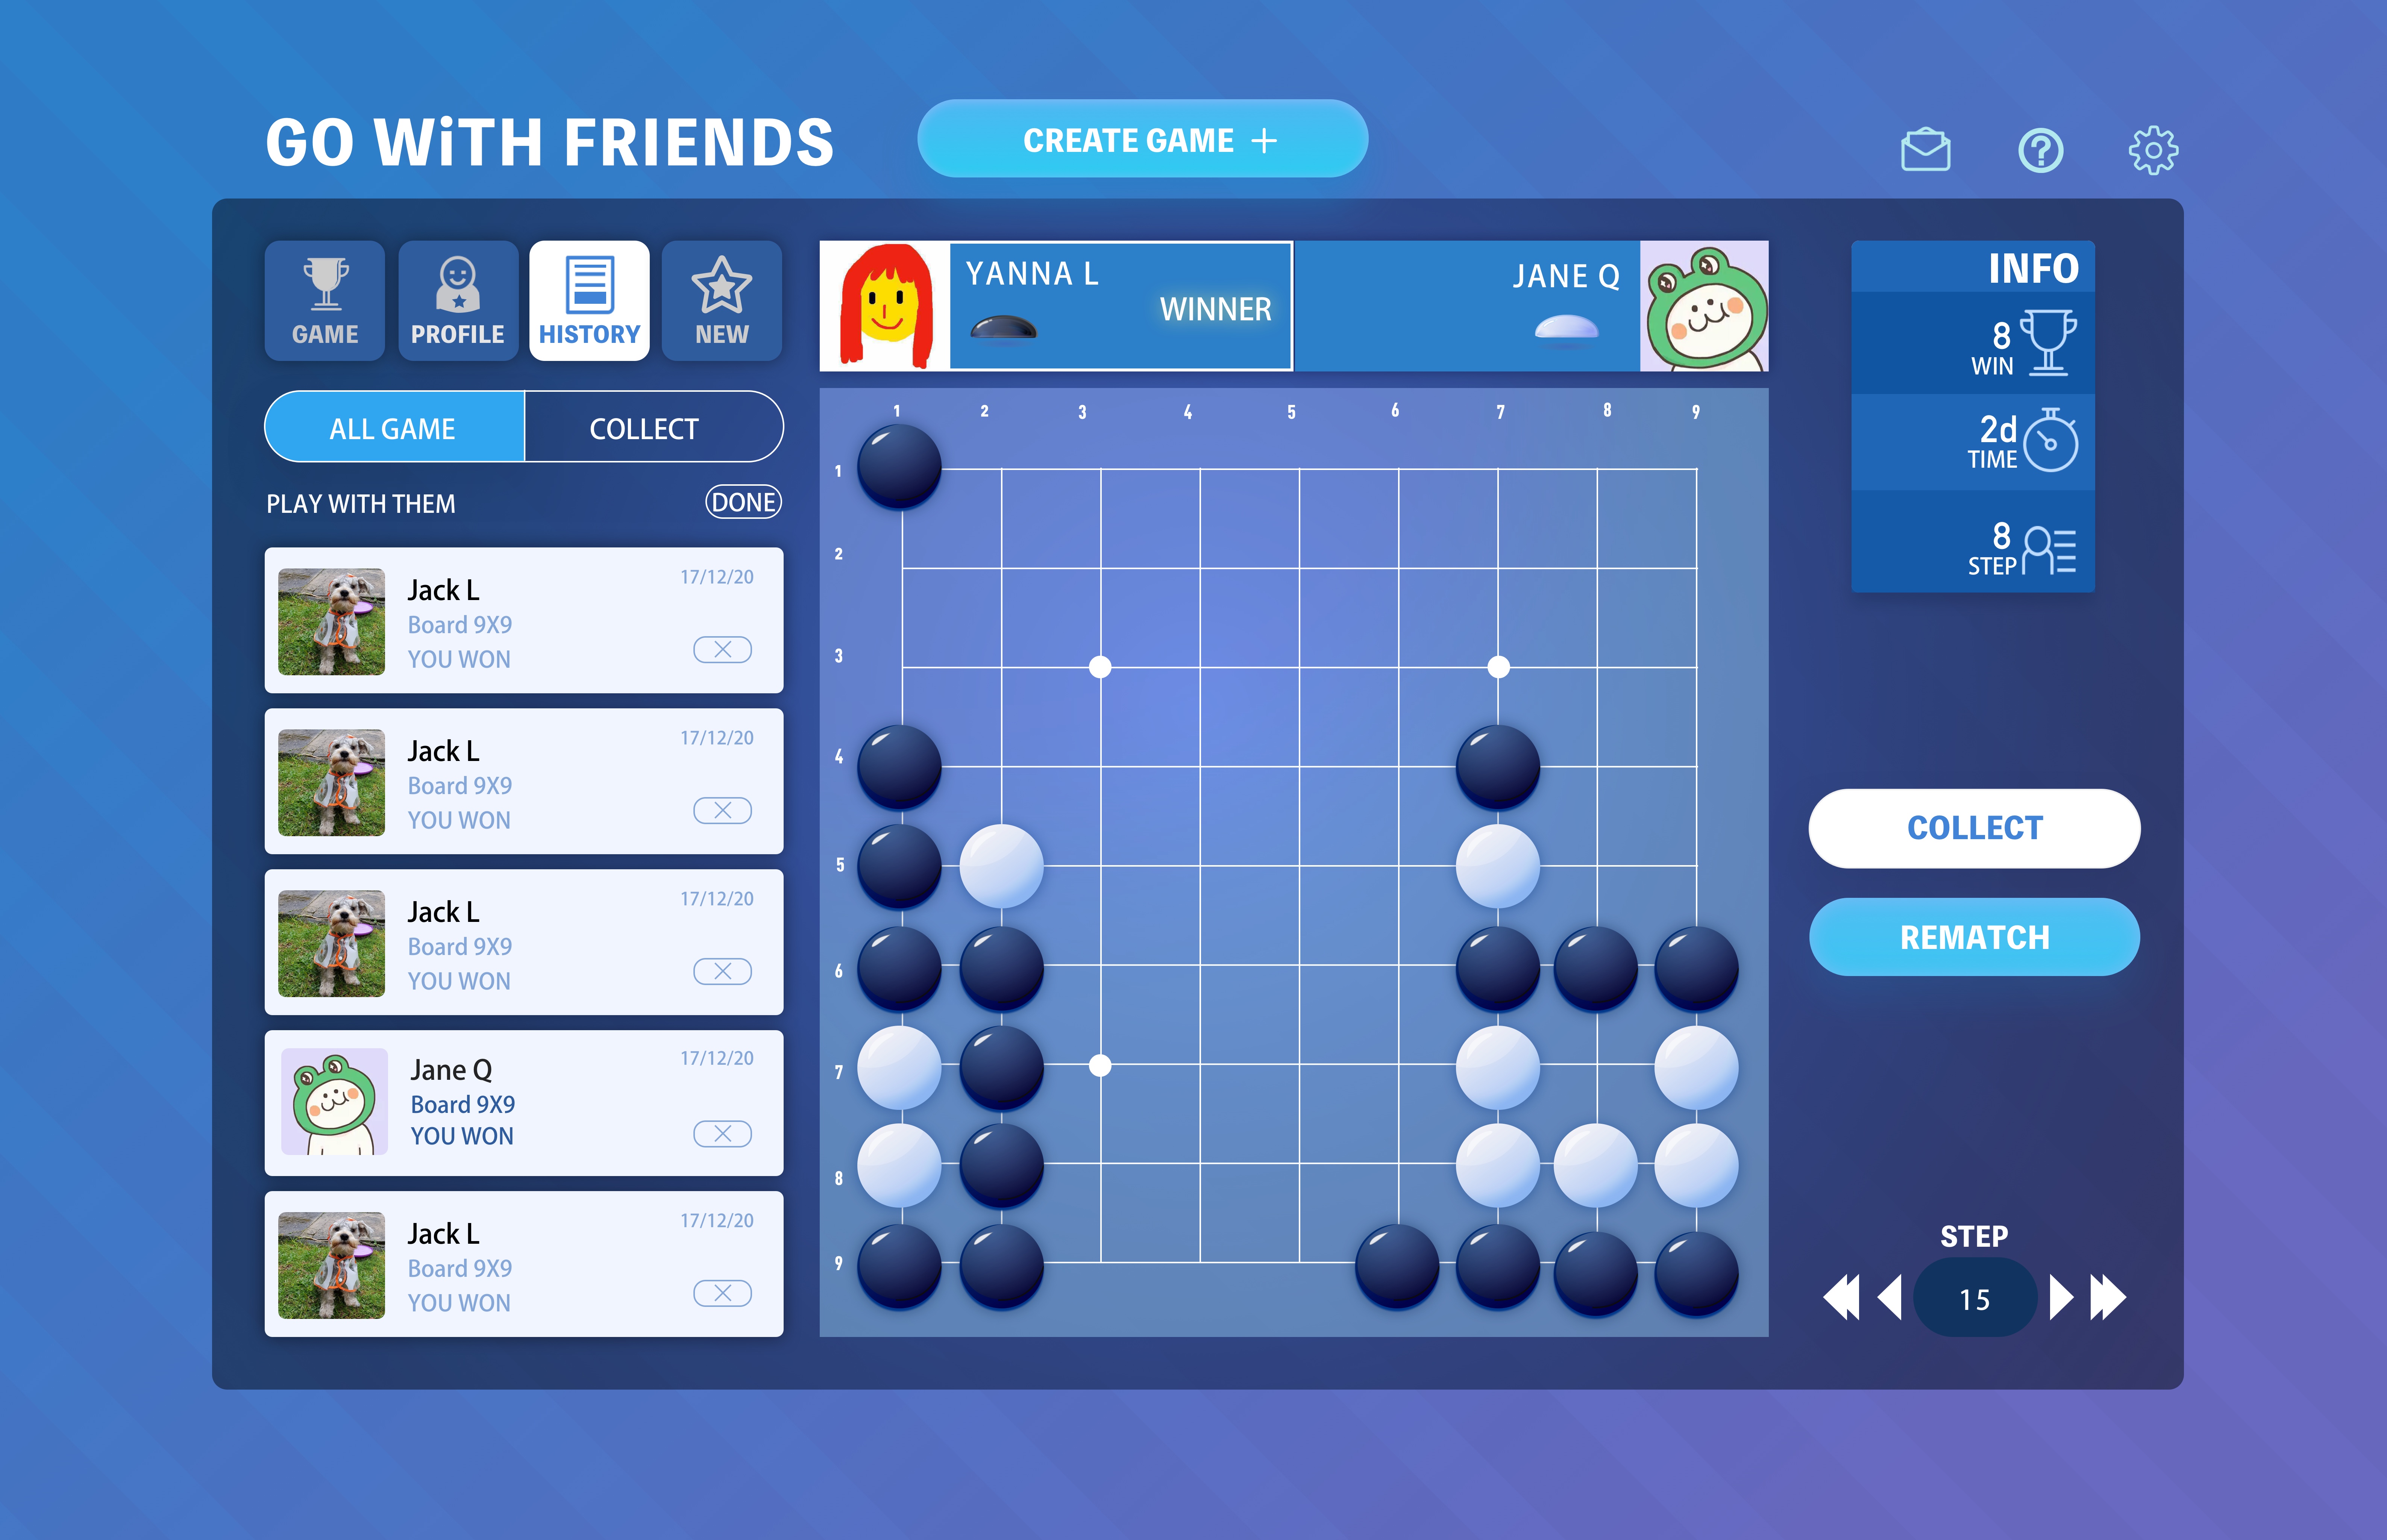 GO WiTH FRIENDS
CREATE GAME +
GAME
PROFILE
HISTORY
NEW
ALL GAME
COLLECT
PLAY WITH THEM
DONE
Jack L
17/12/20
Board 9X9
YOU WON
Jack L
17/12/20
Board 9X9
YOU WON
Jack L
17/12/20
Board 9X9
YOU WON
Jane Q
17/12/20
Board 9X9
YOU WON
Jack L
17/12/20
Board 9X9
YOU WON
YANNA L
WINNER
JANE Q
1 2 3 4 5 6 7 8 9
1
2
3
4
5
6
7
8
9
INFO
8
WIN
2d
TIME
8
STEP
COLLECT
REMATCH
STEP
15